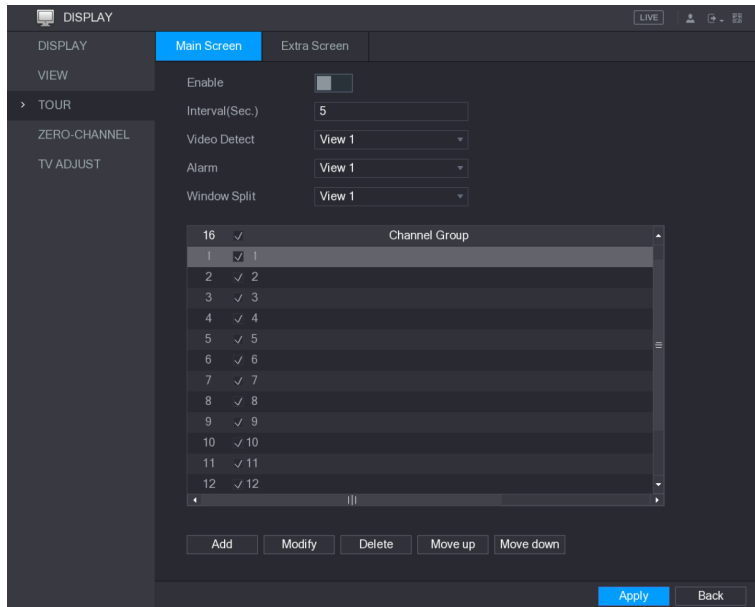 DISPLAY LIVE
DISPLAY
VIEW
TOUR
ZERO-CHANNEL
TV ADJUST
Main Screen Extra Screen
Enable
Interval(Sec.) 5
Video Detect View 1
Alarm View 1
Window Split View 1
16 Channel Group
1 1
2 2
3 3
4 4
5 5
6 6
7 7
8 8
9 9
10 10
11 11
12 12
Add Modify Delete Move up Move down
Apply Back